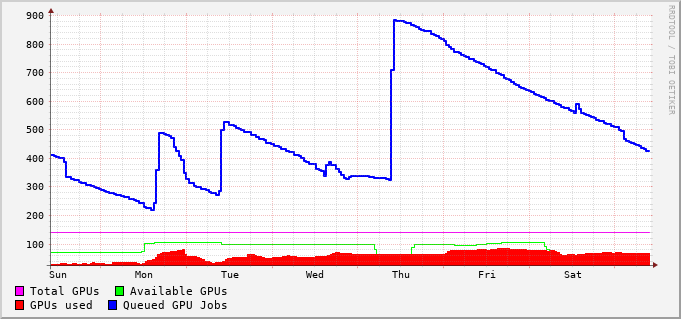 900
800
700
600
500
400
300
200
100
Sun Mon Tue Wed Thu Fri Sat
Total GPUs Available GPUs
GPUs used Queued GPU Jobs
RRDTOOL / TOBI OETIKER